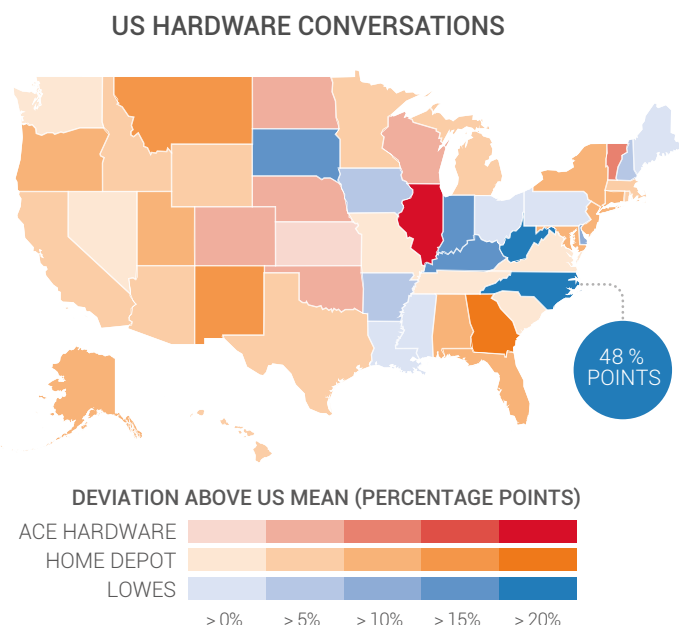 US HARDWARE CONVERSATIONS
48 %
POINTS
DEVIATION ABOVE US MEAN (PERCENTAGE POINTS)
ACE HARDWARE
HOME DEPOT
LOWES
> 0% > 5% > 10% > 15% > 20%